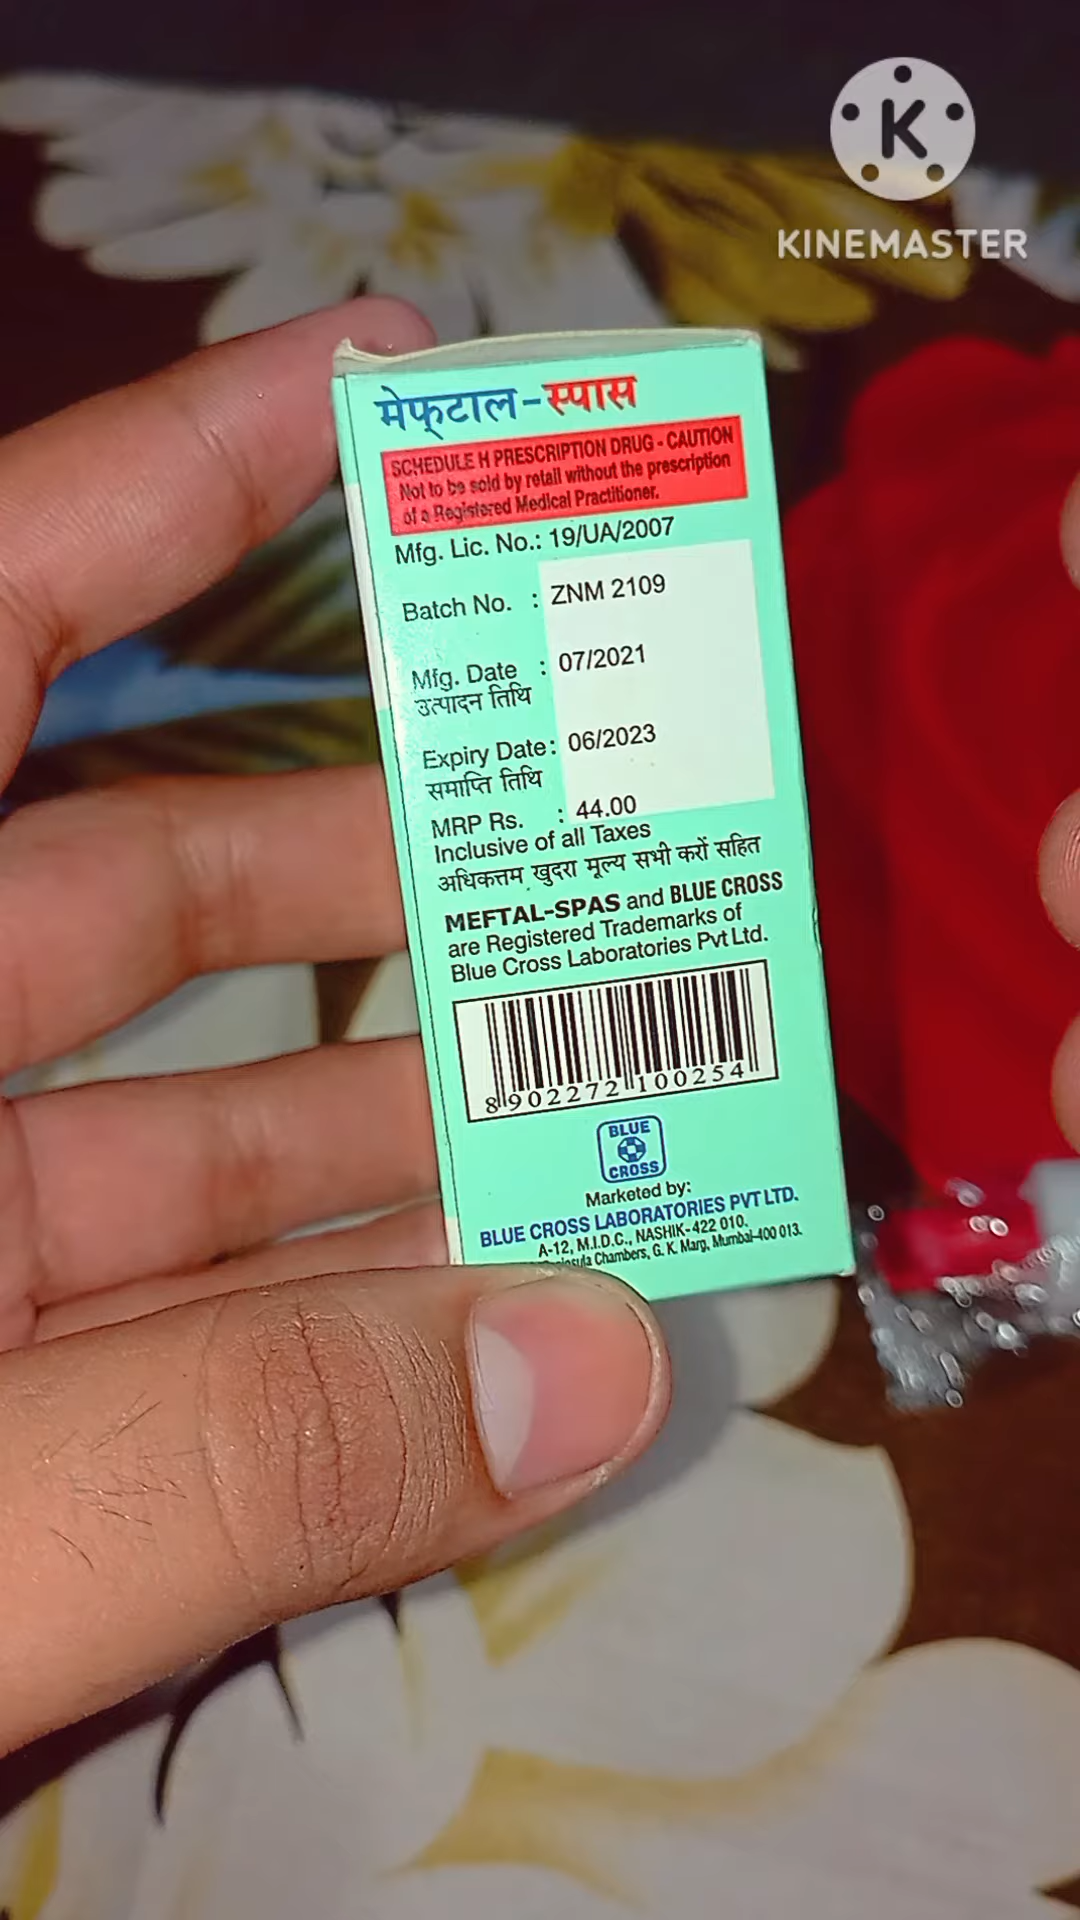 KINEMASTER
मेफ्टाल-स्पास
SCHEDULE H PRESCRIPTION DRUG - CAUTION
Not to be sold by retail without the prescription
of a Registered Medical Practitioner.
Mfg. Lic. No.: 19/UA/2007
Batch No. : ZNM 2109
Mfg. Date : 07/2021
उत्पादन तिथि
Expiry Date: 06/2023
समाप्ति तिथि
MRP Rs. : 44.00
Inclusive of all Taxes
अधिकत्तम खुदरा मूल्य सभी करों सहित
MEFTAL-SPAS and BLUE CROSS
are Registered Trademarks of
Blue Cross Laboratories Pvt Ltd.
8902272100254
BLUE
CROSS
Marketed by:
BLUE CROSS LABORATORIES PVT LTD.
A-12, M.I.D.C., NASHIK-422 010.
Chambers, G. K. Marg, Mumbai-400 013.